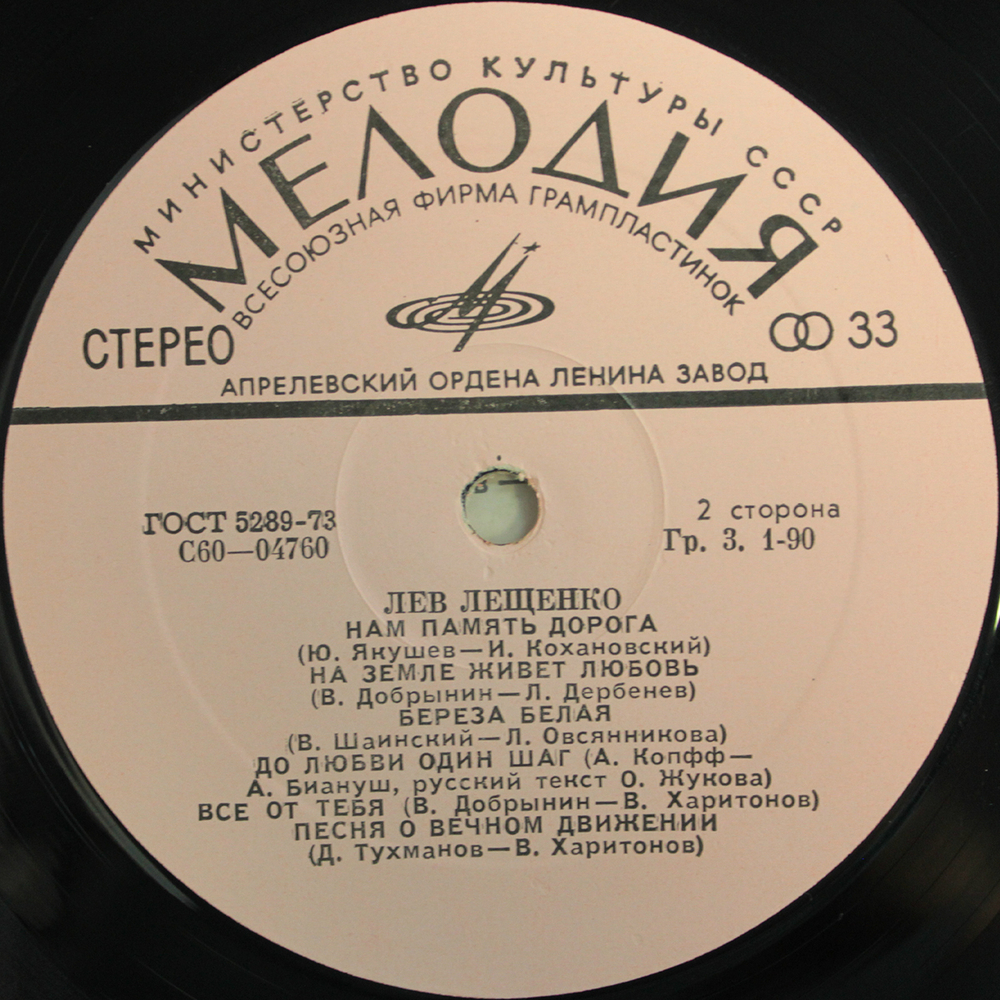 МИНИСТЕРСТВО КУЛЬТУРЫ СССР
МЕЛОДИЯ
ВСЕСОЮЗНАЯ ФИРМА ГРАМПЛАСТИНОК
СТЕРЕО
33
АПРЕЛЕВСКИЙ ОРДЕНА ЛЕНИНА ЗАВОД
ГОСТ 5289-73
С60—04760
2 сторона
Гр. 3. 1-90
ЛЕВ ЛЕЩЕНКО
НАМ ПАМЯТЬ ДОРОГА
(Ю. Якушев—И. Кохановский)
НА ЗЕМЛЕ ЖИВЕТ ЛЮБОВЬ
(В. Добрынин—Л. Дербенев)
БЕРЕЗА БЕЛАЯ
(В. Шаинский—Л. Овсянникова)
ДО ЛЮБВИ ОДИН ШАГ (А. Копфф—
А. Биануш, русский текст О. Жукова)
ВСЕ ОТ ТЕБЯ (В. Добрынин—В. Харитонов)
ПЕСНЯ О ВЕЧНОМ ДВИЖЕНИИ
(Д. Тухманов—В. Харитонов)